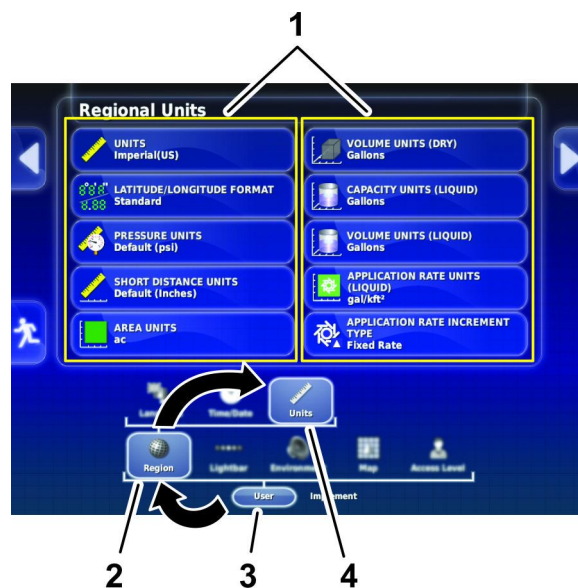 1
Regional Units
UNITS
Imperial(US)
LATITUDE/LONGITUDE FORMAT
Standard
PRESSURE UNITS
Default (psi)
SHORT DISTANCE UNITS
Default (Inches)
AREA UNITS
ac
VOLUME UNITS (DRY)
Gallons
CAPACITY UNITS (LIQUID)
Gallons
VOLUME UNITS (LIQUID)
Gallons
APPLICATION RATE UNITS
(LIQUID)
gal/kft²
APPLICATION RATE INCREMENT
TYPE
Fixed Rate
Time/Date
Units
Region
Lightbar
Map
Access Level
User
2
3
4